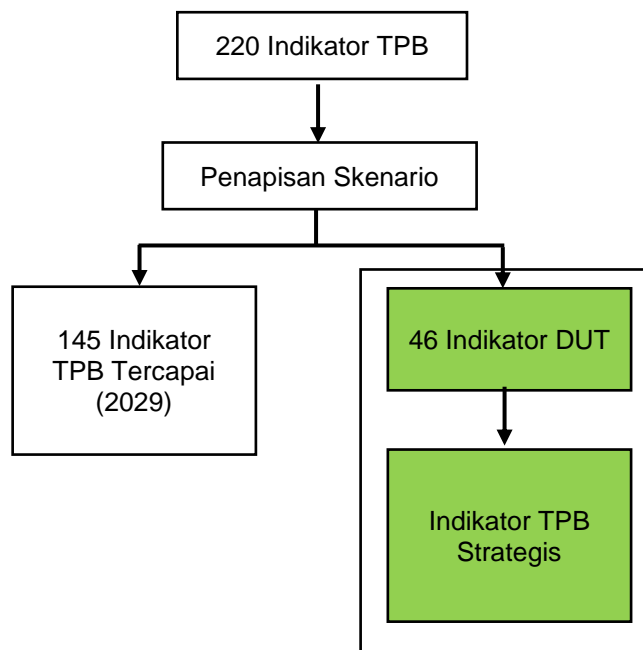 220 Indikator TPB
Penapisan Skenario
145 Indikator
TPB Tercapai
(2029)
46 Indikator DUT
Indikator TPB
Strategis